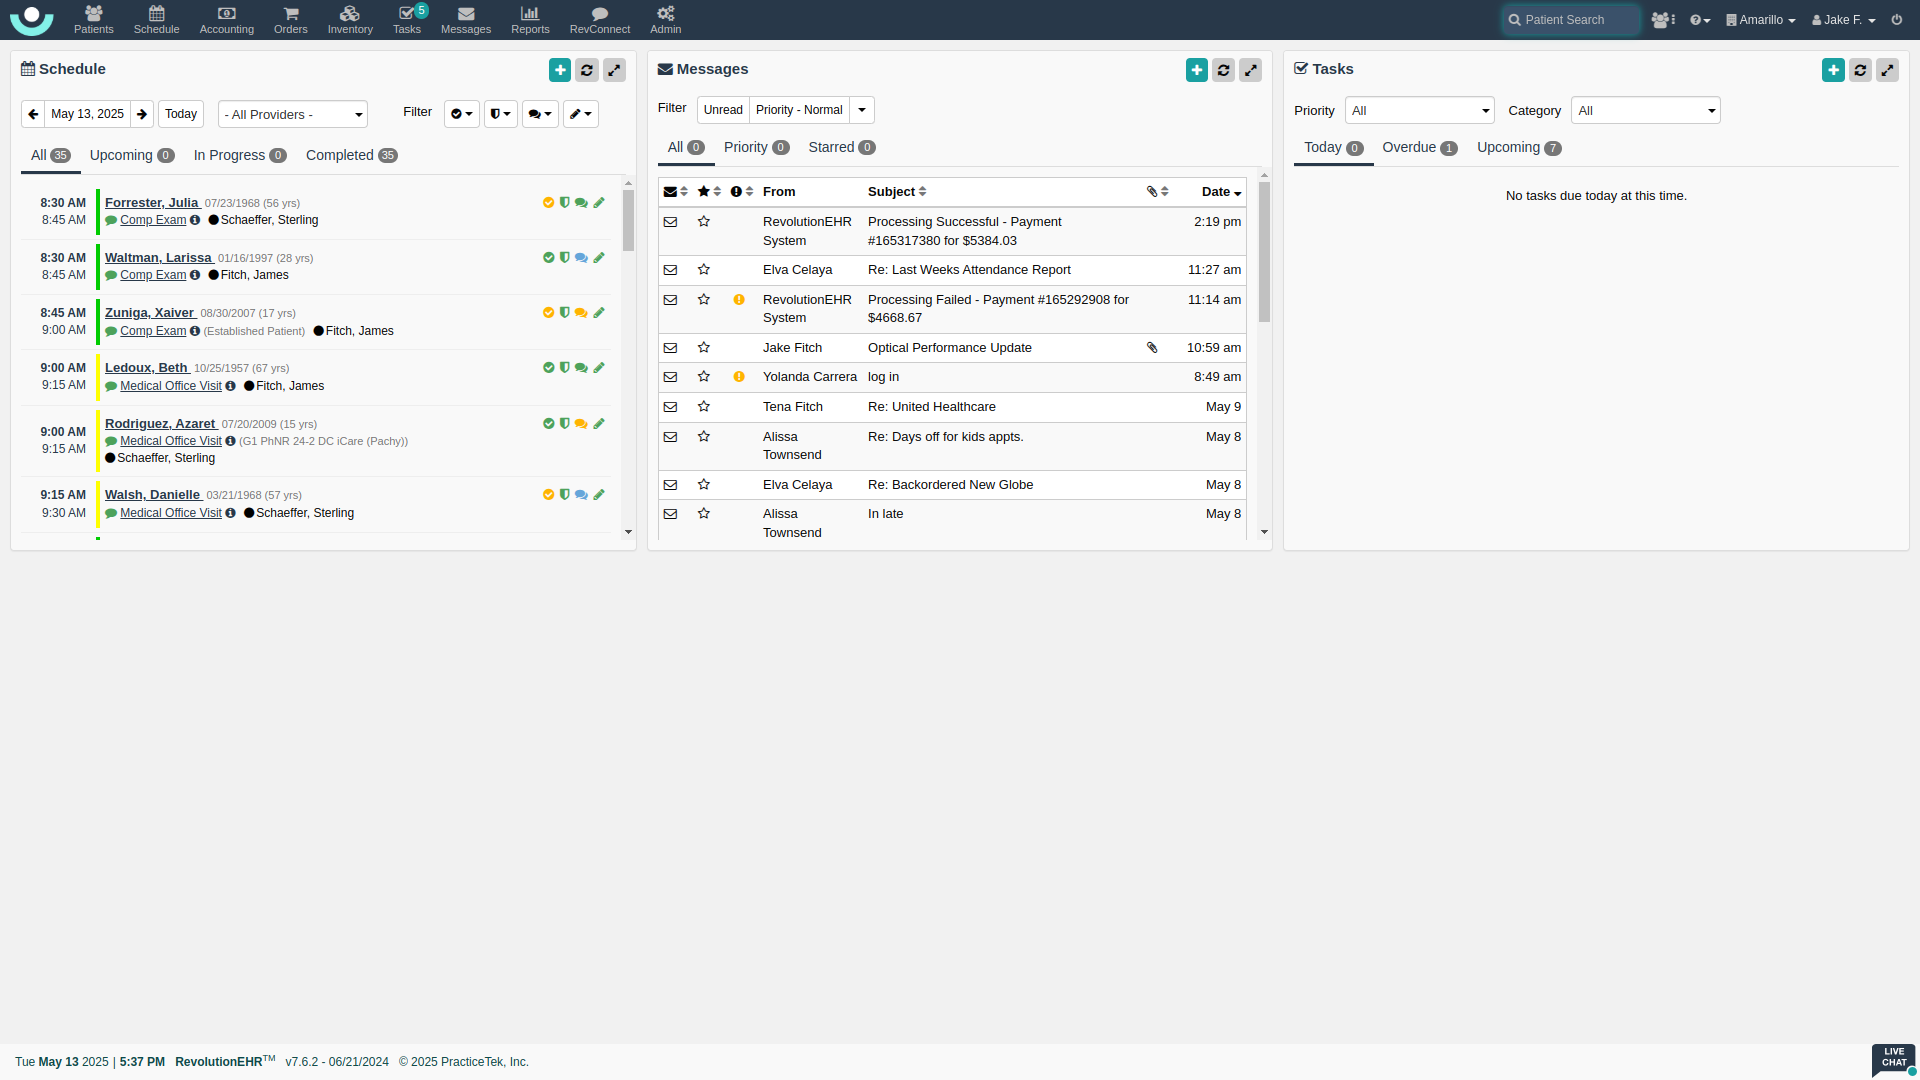 Patients
Schedule
Accounting
Orders
Inventory
Tasks
5
Messages
Reports
RevConnect
Admin
Patient Search
Amarillo
Jake F.
Schedule
May 13, 2025
Today
- All Providers -
Filter
All 35
Upcoming 0
In Progress 0
Completed 35
8:30 AM Forrester, Julia 07/23/1968 (56 yrs)
8:45 AM Comp Exam Schaeffer, Sterling
8:30 AM Waltman, Larissa 01/16/1997 (28 yrs)
8:45 AM Comp Exam Fitch, James
8:45 AM Zuniga, Xaiver 08/30/2007 (17 yrs)
9:00 AM Comp Exam (Established Patient) Fitch, James
9:00 AM Ledoux, Beth 10/25/1957 (67 yrs)
9:15 AM Medical Office Visit Fitch, James
9:00 AM Rodriguez, Azaret 07/20/2009 (15 yrs)
9:15 AM Medical Office Visit (G1 PhNR 24-2 DC iCare (Pachy))
Schaeffer, Sterling
9:15 AM Walsh, Danielle 03/21/1968 (57 yrs)
9:30 AM Medical Office Visit Schaeffer, Sterling
Messages
Filter
Unread
Priority - Normal
All 0
Priority 0
Starred 0
From Subject Date
RevolutionEHR System Processing Successful - Payment #165317380 for $5384.03 2:19 pm
Elva Celaya Re: Last Weeks Attendance Report 11:27 am
RevolutionEHR System Processing Failed - Payment #165292908 for $4668.67 11:14 am
Jake Fitch Optical Performance Update 10:59 am
Yolanda Carrera log in 8:49 am
Tena Fitch Re: United Healthcare May 9
Alissa Townsend Re: Days off for kids appts. May 8
Elva Celaya Re: Backordered New Globe May 8
Alissa Townsend In late May 8
Tasks
Priority
All
Category
All
Today 0
Overdue 1
Upcoming 7
No tasks due today at this time.
Tue May 13 2025 | 5:37 PM RevolutionEHR™ v7.6.2 - 06/21/2024 © 2025 PracticeTek, Inc.
LIVE
CHAT